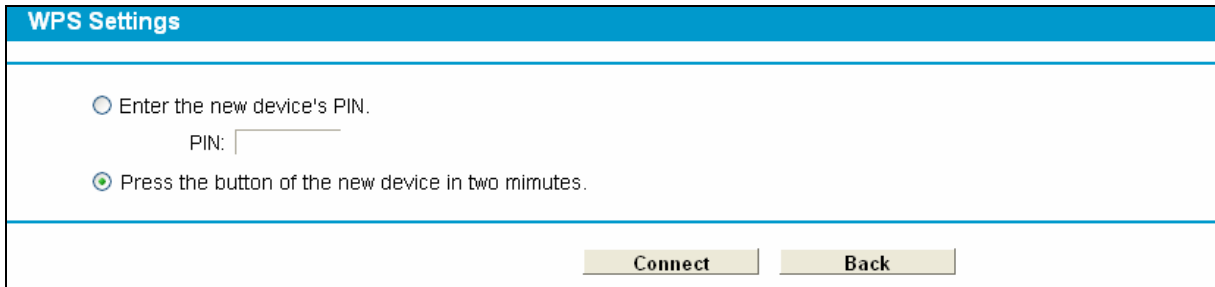 WPS Settings
Enter the new device's PIN.
PIN:
Press the button of the new device in two mimutes.
Connect Back